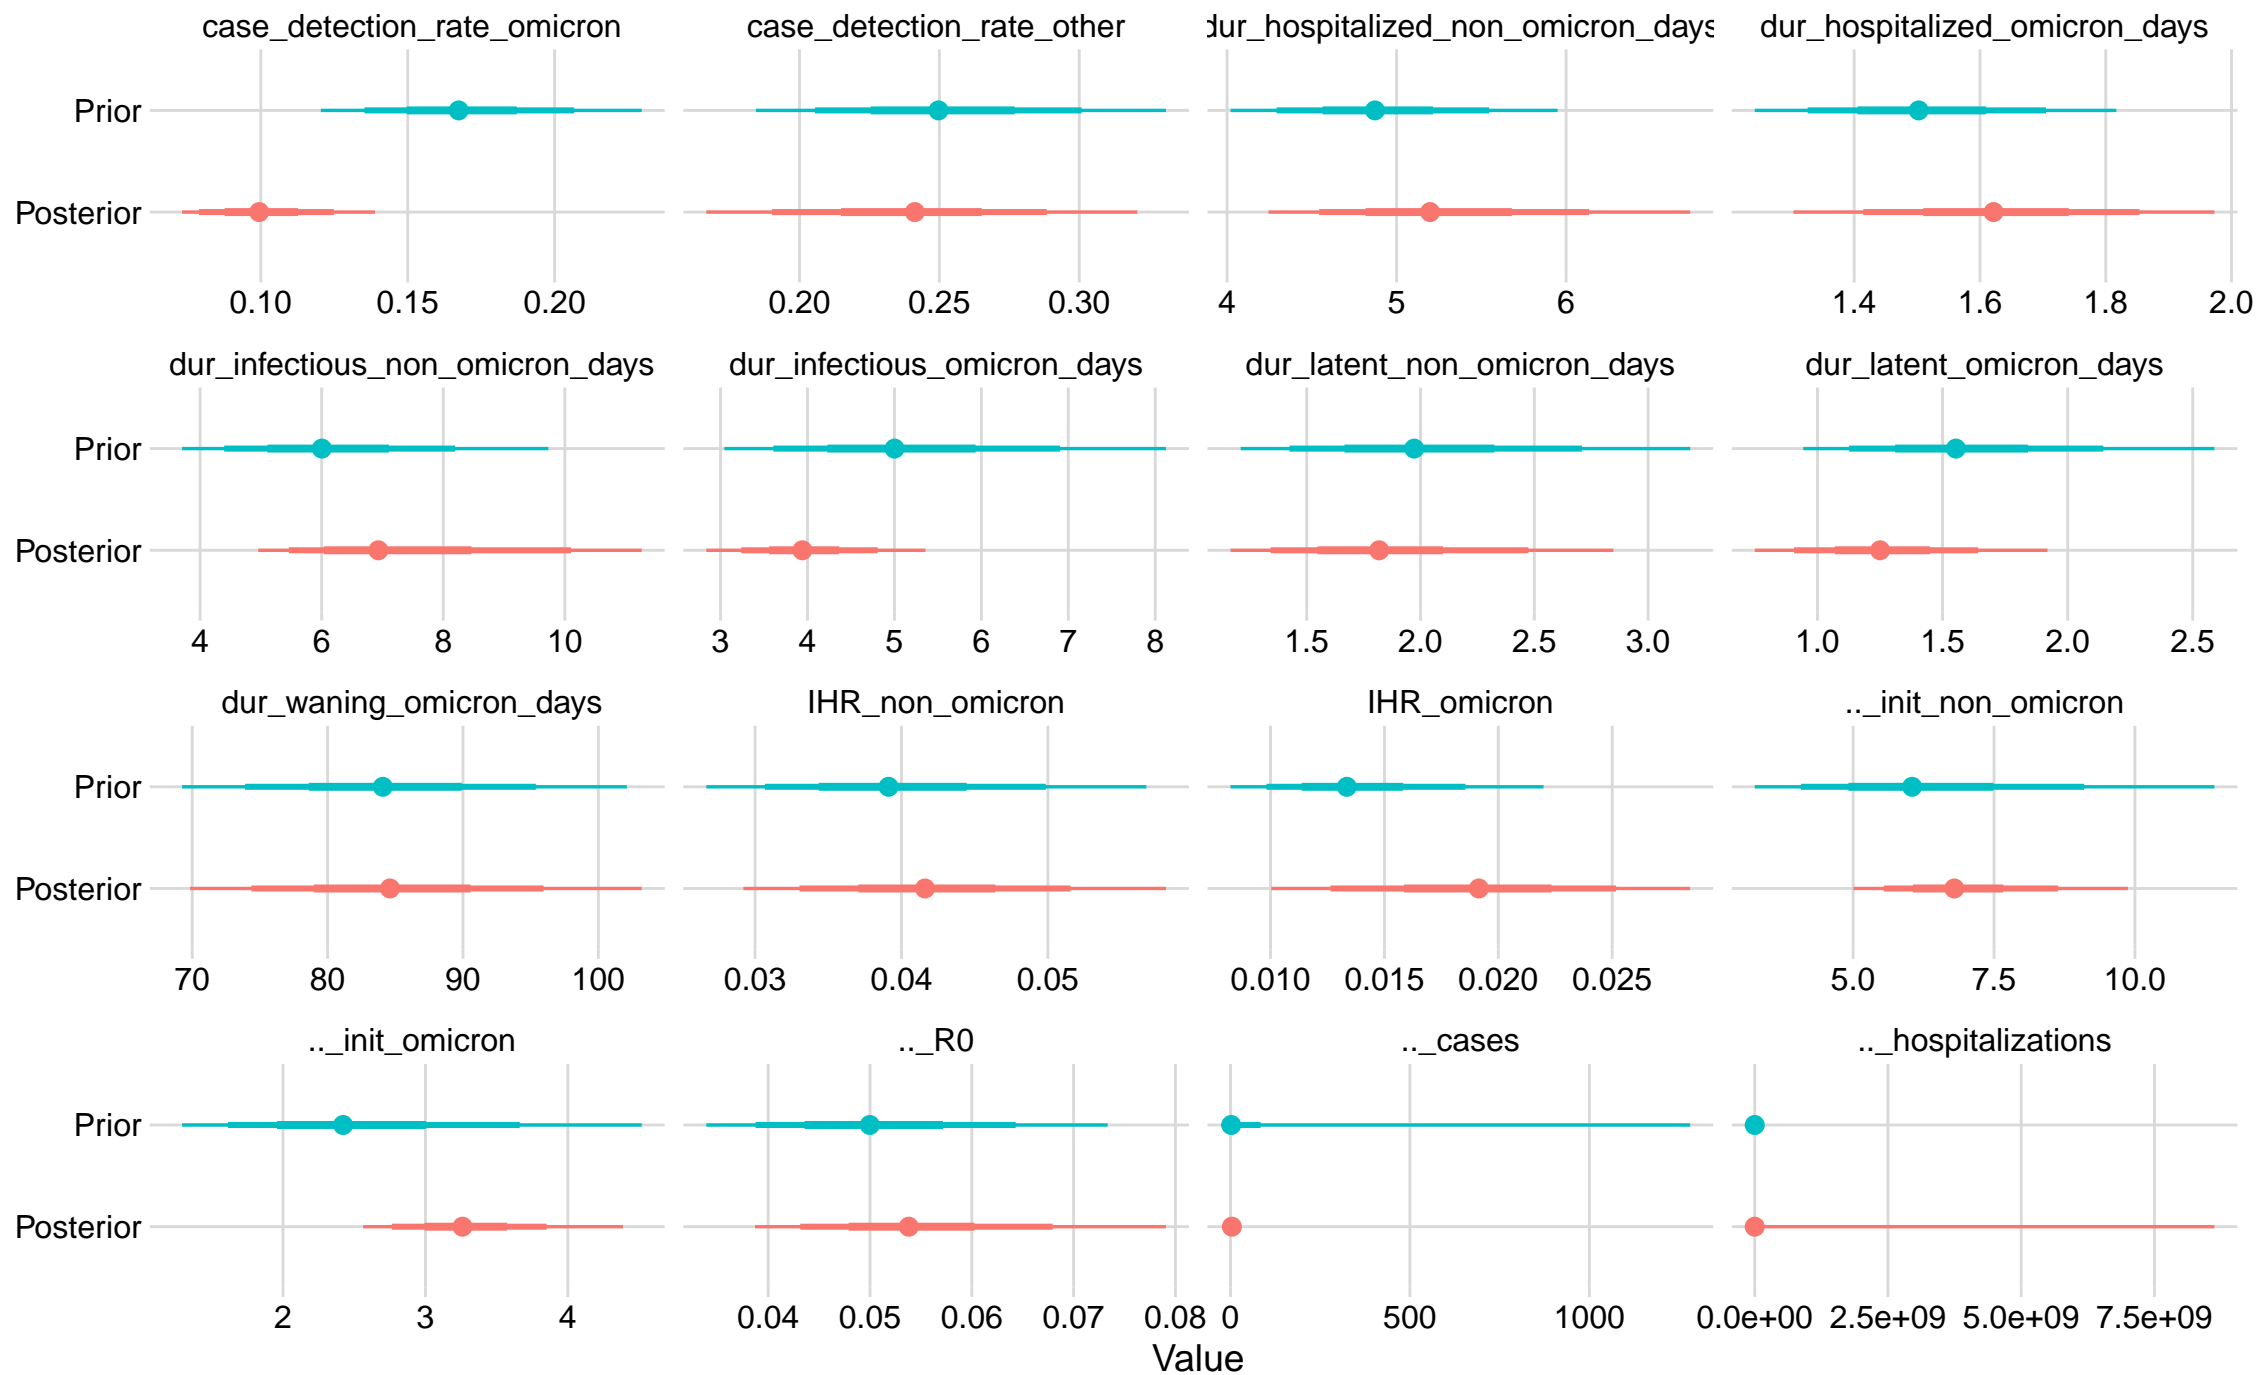 case_detection_rate_omicron case_detection_rate_other dur_hospitalized_non_omicron_days dur_hospitalized_omicron_days
Prior
Posterior
0.10 0.15 0.20 0.20 0.25 0.30 4 5 6 1.4 1.6 1.8 2.0
dur_infectious_non_omicron_days dur_infectious_omicron_days dur_latent_non_omicron_days dur_latent_omicron_days
Prior
Posterior
4 6 8 10 3 4 5 6 7 8 1.5 2.0 2.5 3.0 1.0 1.5 2.0 2.5
dur_waning_omicron_days IHR_non_omicron IHR_omicron .._init_non_omicron
Prior
Posterior
70 80 90 100 0.03 0.04 0.05 0.010 0.015 0.020 0.025 5.0 7.5 10.0
.._init_omicron .._R0 .._cases .._hospitalizations
Prior
Posterior
2 3 4 0.04 0.05 0.06 0.07 0.08 0 500 1000 0.0e+00 2.5e+09 5.0e+09 7.5e+09
Value